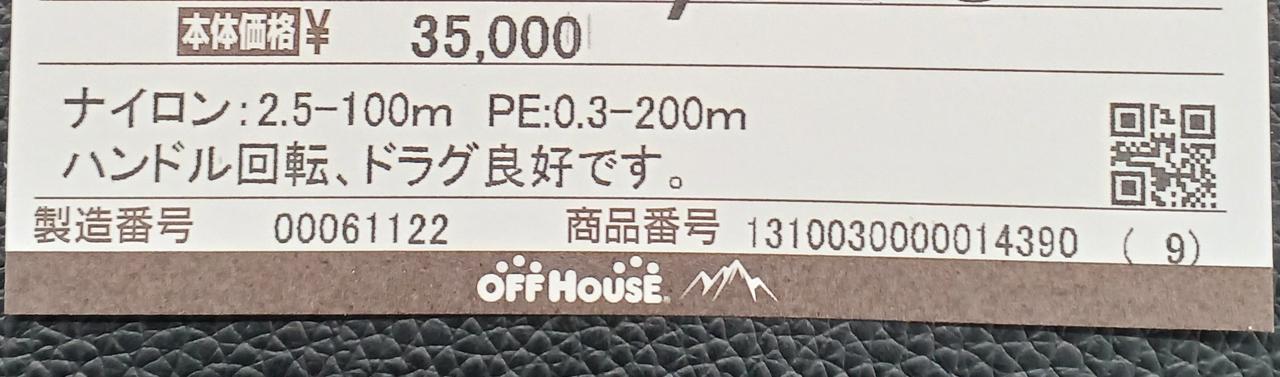 本体価格 ¥ 35,000
ナイロン:2.5-100m PE:0.3-200m
ハンドル回転、ドラグ良好です。
製造番号 00061122 商品番号 1310030000014390 ( 9)
OFF HOUSE